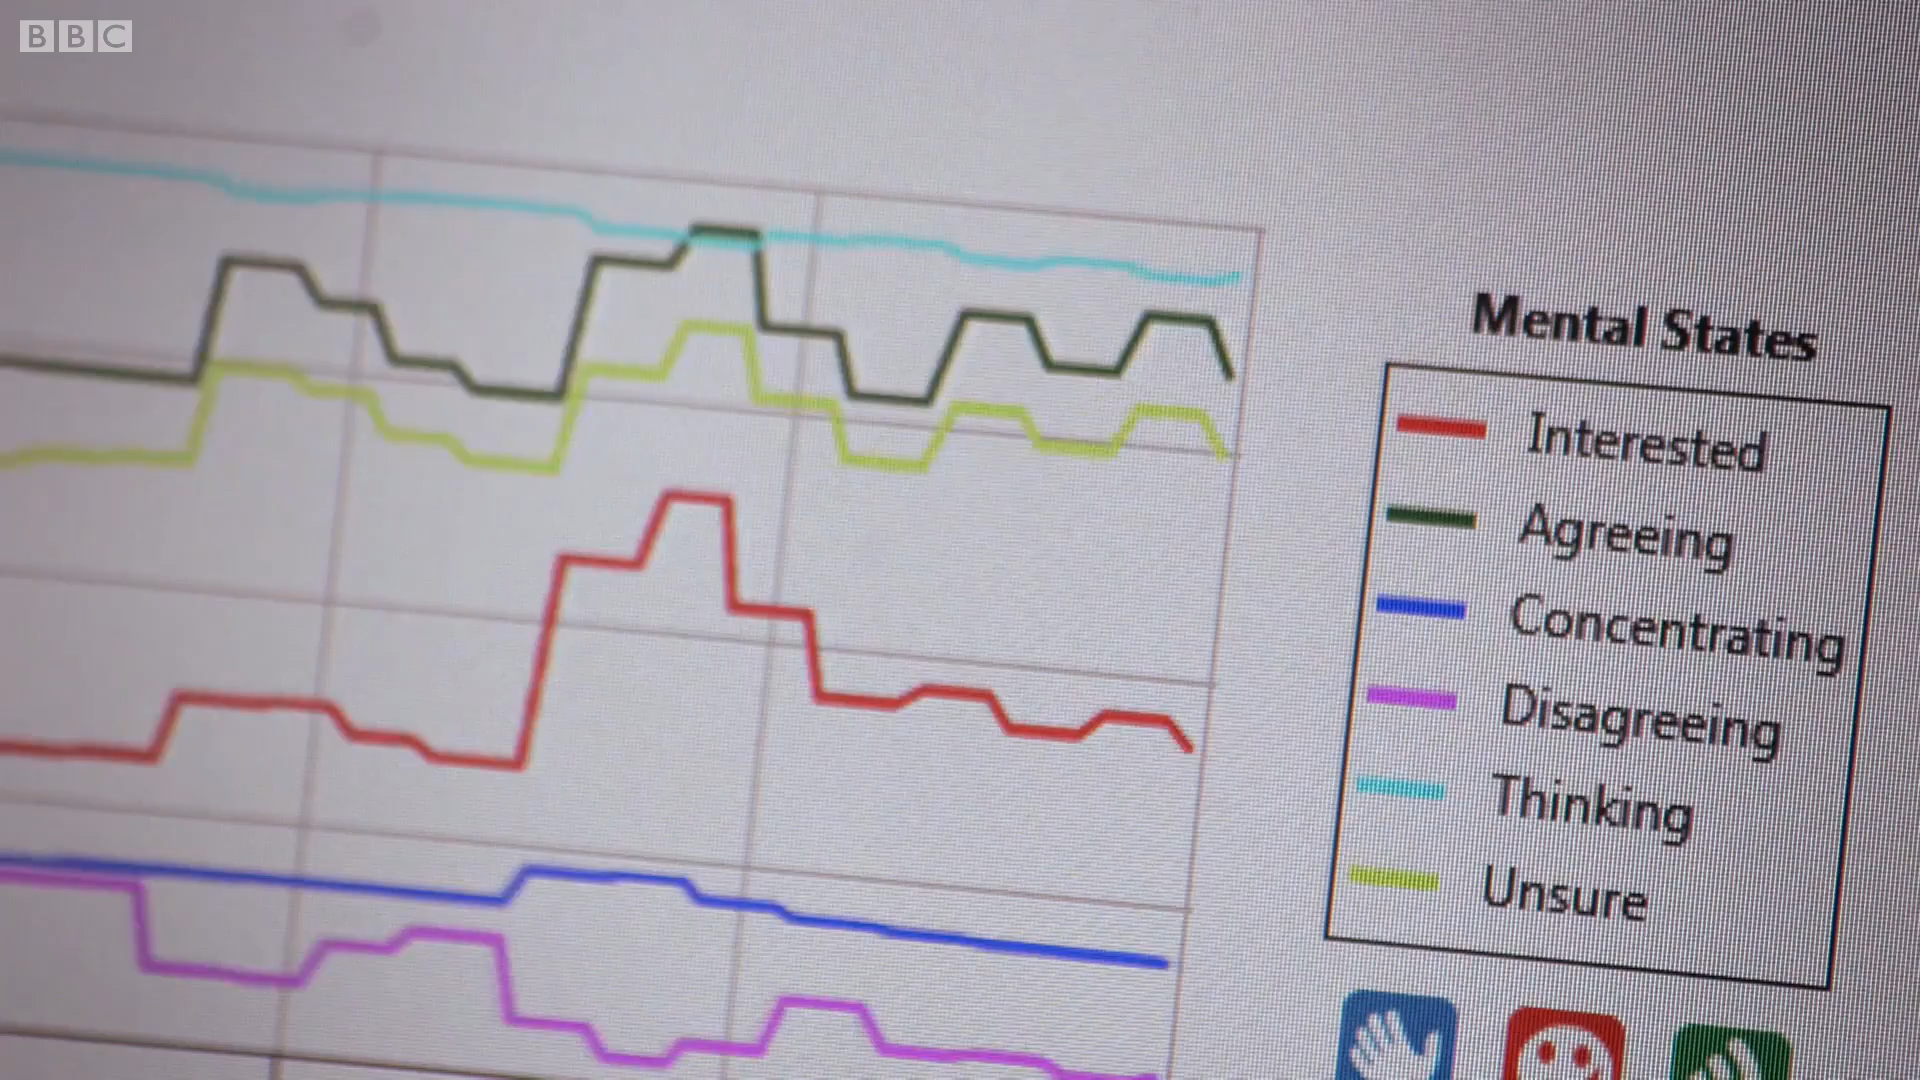 BBC
Mental States
Interested
Agreeing
Concentrating
Disagreeing
Thinking
Unsure